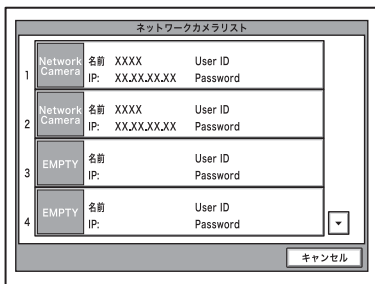 ネットワークカメラリスト
1 Network Camera 名前 XXXX User ID
IP: XX.XX.XX.XX Password
2 Network Camera 名前 XXXX User ID
IP: XX.XX.XX.XX Password
3 EMPTY 名前 User ID
IP: Password
4 EMPTY 名前 User ID
IP: Password
キャンセル